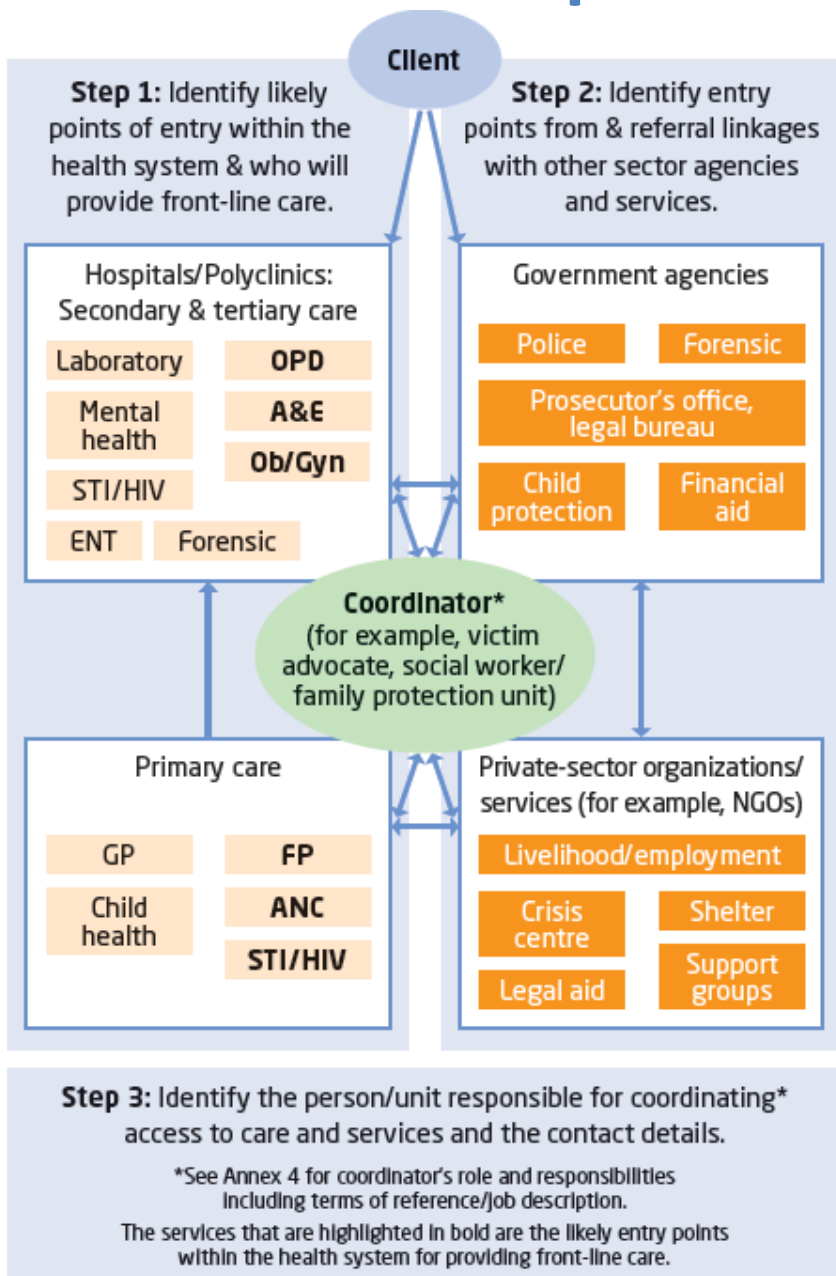 Client
Step 1: Identify likely
points of entry within the
health system & who will
provide front-line care.
Step 2: Identify entry
points from & referral linkages
with other sector agencies
and services.
Hospitals/Polyclinics:
Secondary & tertiary care
Laboratory
OPD
Mental
health
A&E
Ob/Gyn
STI/HIV
ENT
Forensic
Government agencies
Police
Forensic
Prosecutor's office,
legal bureau
Child
protection
Financial
aid
Coordinator*
(for example, victim
advocate, social worker/
family protection unit)
Primary care
GP
FP
Child
health
ANC
STI/HIV
Private-sector organizations/
services (for example, NGOs)
Livelihood/employment
Crisis
centre
Shelter
Legal aid
Support
groups
Step 3: Identify the person/unit responsible for coordinating*
access to care and services and the contact details.
*See Annex 4 for coordinator's role and responsibilities
including terms of reference/job description.
The services that are highlighted in bold are the likely entry points
within the health system for providing front-line care.